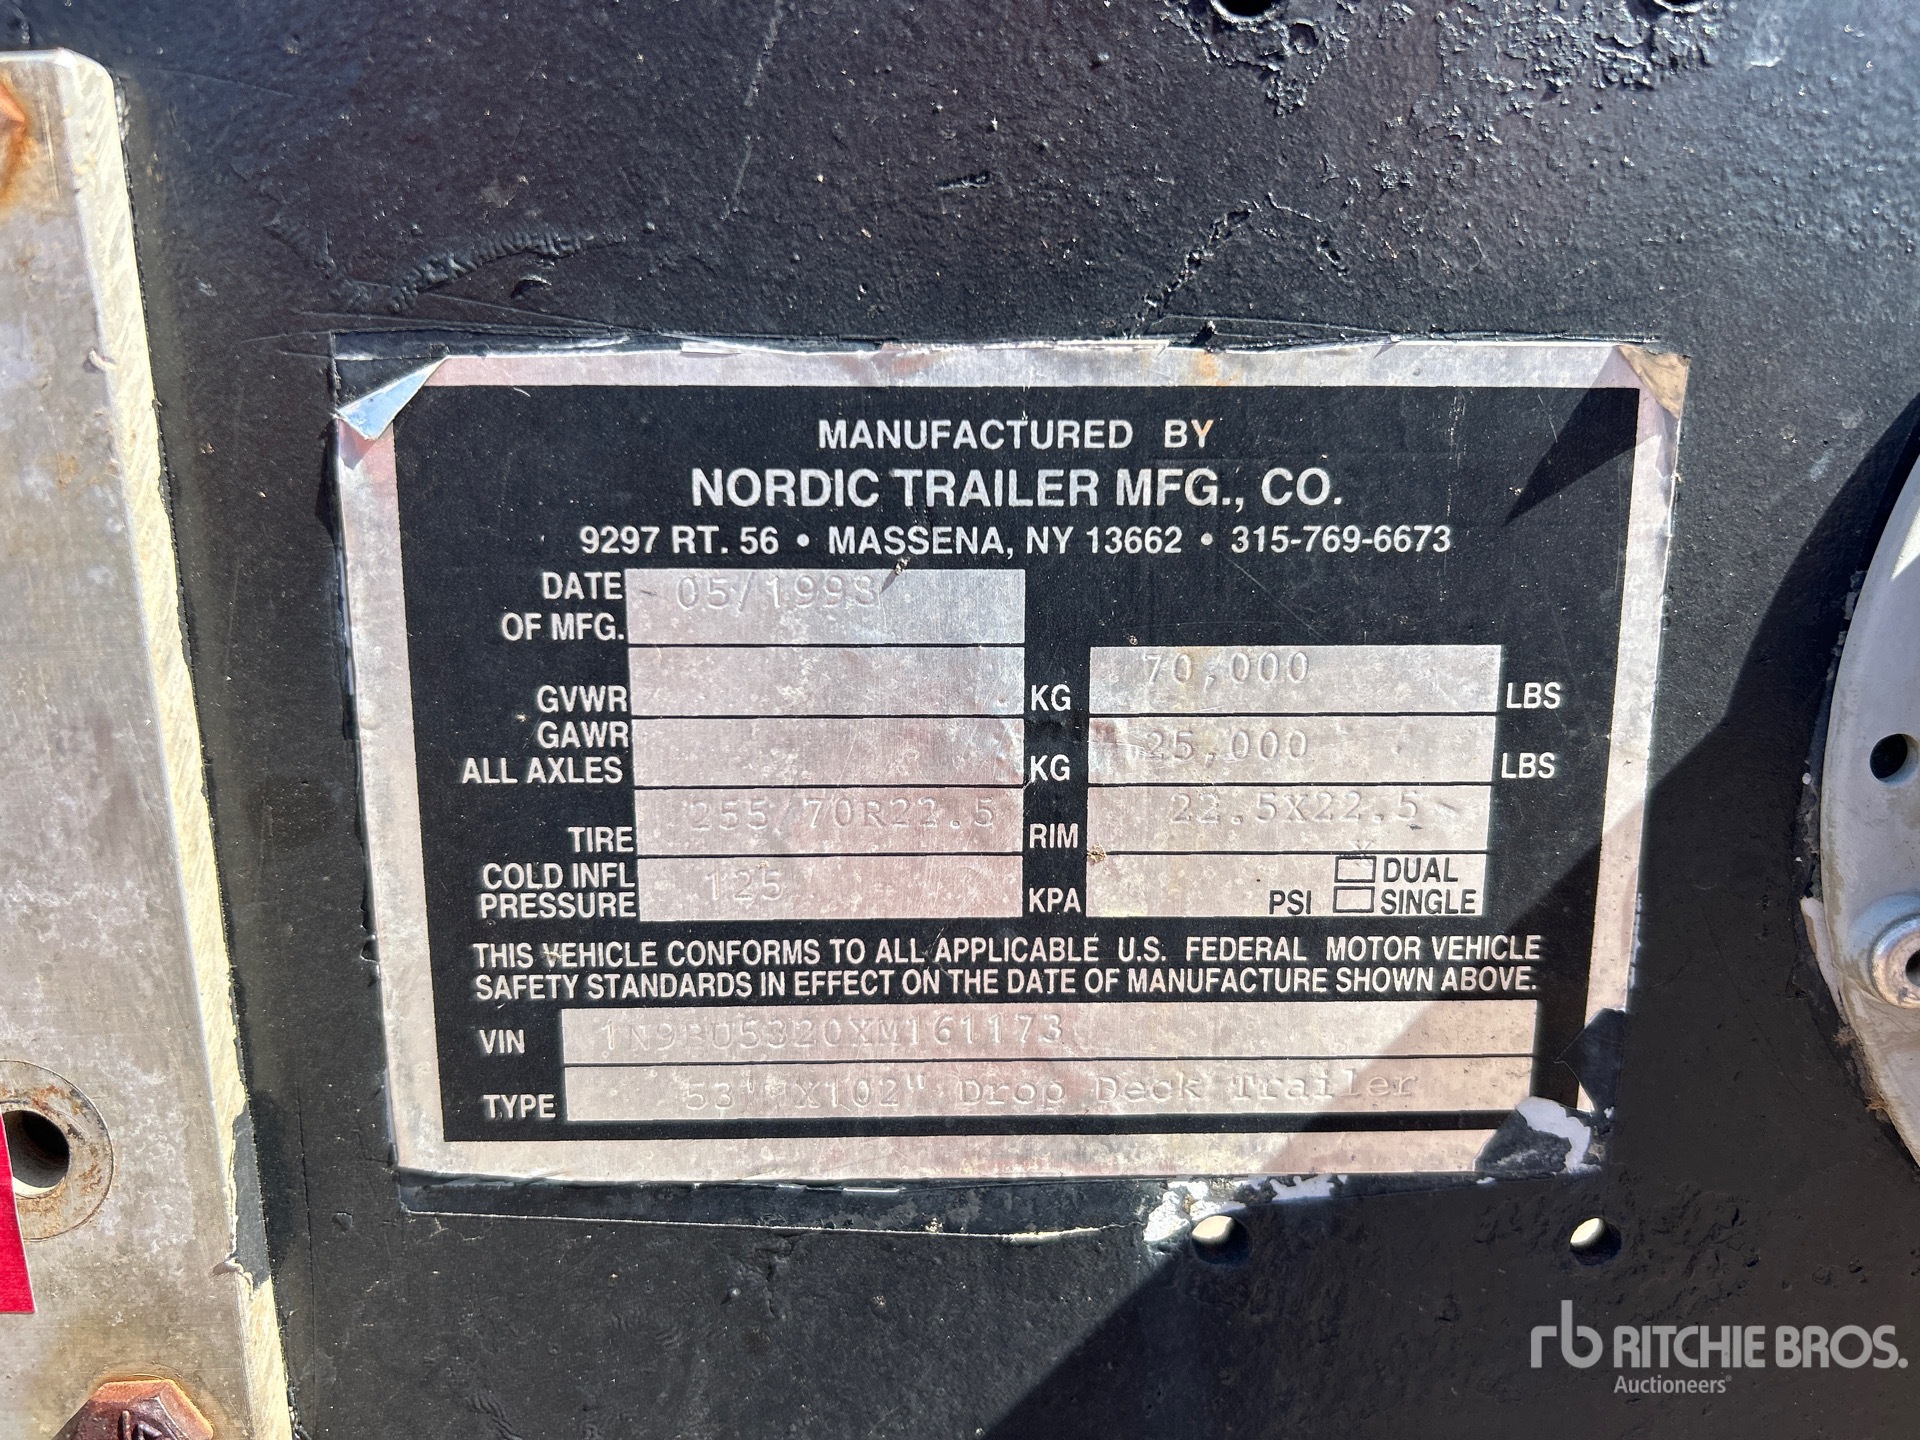 MANUFACTURED BY
NORDIC TRAILER MFG., CO.
9297 RT. 56 • MASSENA, NY 13662 • 315-769-6673
DATE OF MFG. 05/1998
GVWR KG 70,000 LBS
GAWR ALL AXLES KG 25,000 LBS
TIRE 255/70R22.5 RIM 22.5X22.5
COLD INFL PRESSURE 125 KPA PSI DUAL SINGLE
THIS VEHICLE CONFORMS TO ALL APPLICABLE U.S. FEDERAL MOTOR VEHICLE
SAFETY STANDARDS IN EFFECT ON THE DATE OF MANUFACTURE SHOWN ABOVE.
VIN
TYPE 53' X102" Drop Deck Trailer
rb RITCHIE BROS.
Auctioneers